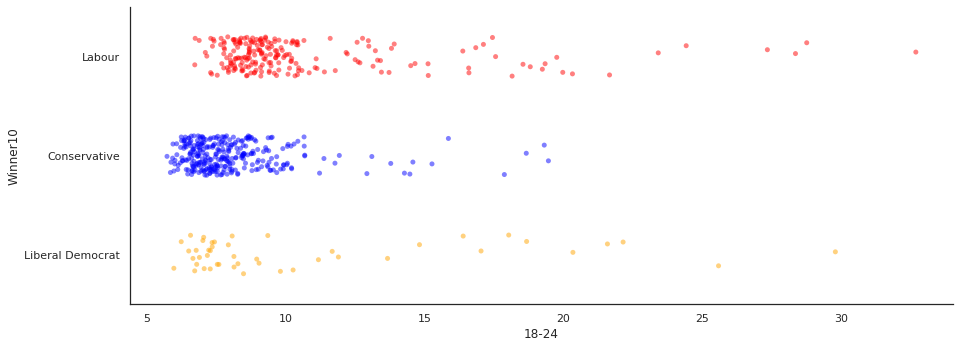 Winner10
Labour
Conservative
Liberal Democrat
5 10 15 20 25 30
18-24